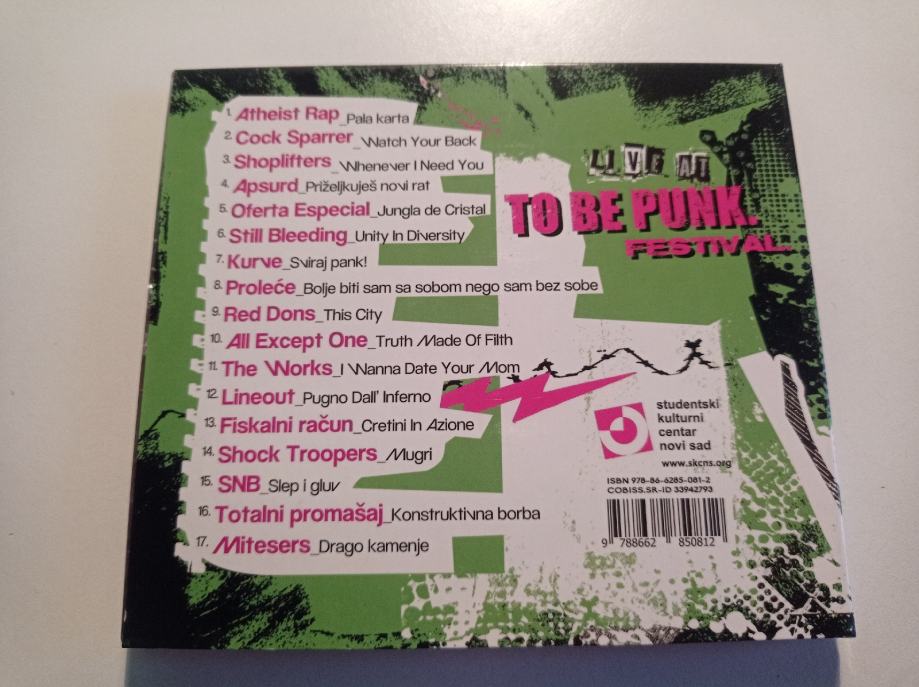 1. Atheist Rap_Pala karta
2. Cock Sparrer_Watch Your Back
3. Shoplifters_Whenever I Need You
4. Apsurd_Priželjkuješ novi rat
5. Oferta Especial_Jungla de Cristal
6. Still Bleeding_Unity In Diversity
7. Kurve_Sviraj pank!
8. Proleće_Bolje biti sam sa sobom nego sam bez sobe
9. Red Dons_This City
10. All Except One_Truth Made Of Filth
11. The Works_I Wanna Date Your Mom
12. Lineout_Pugno Dall' Inferno
13. Fiskalni račun_Cretini In Azione
14. Shock Troopers_Mugri
15. SNB_Slep i gluv
16. Totalni promašaj_Konstruktivna borba
17. Mitesers_Drago kamenje
LIVE AT
TO BE PUNK.
FESTIVAL.
studentski
kulturni
centar
novi sad
www.skcns.org
ISBN 978-86-6285-081-2
COBISS.SR-ID 33942793
9 788662 850812